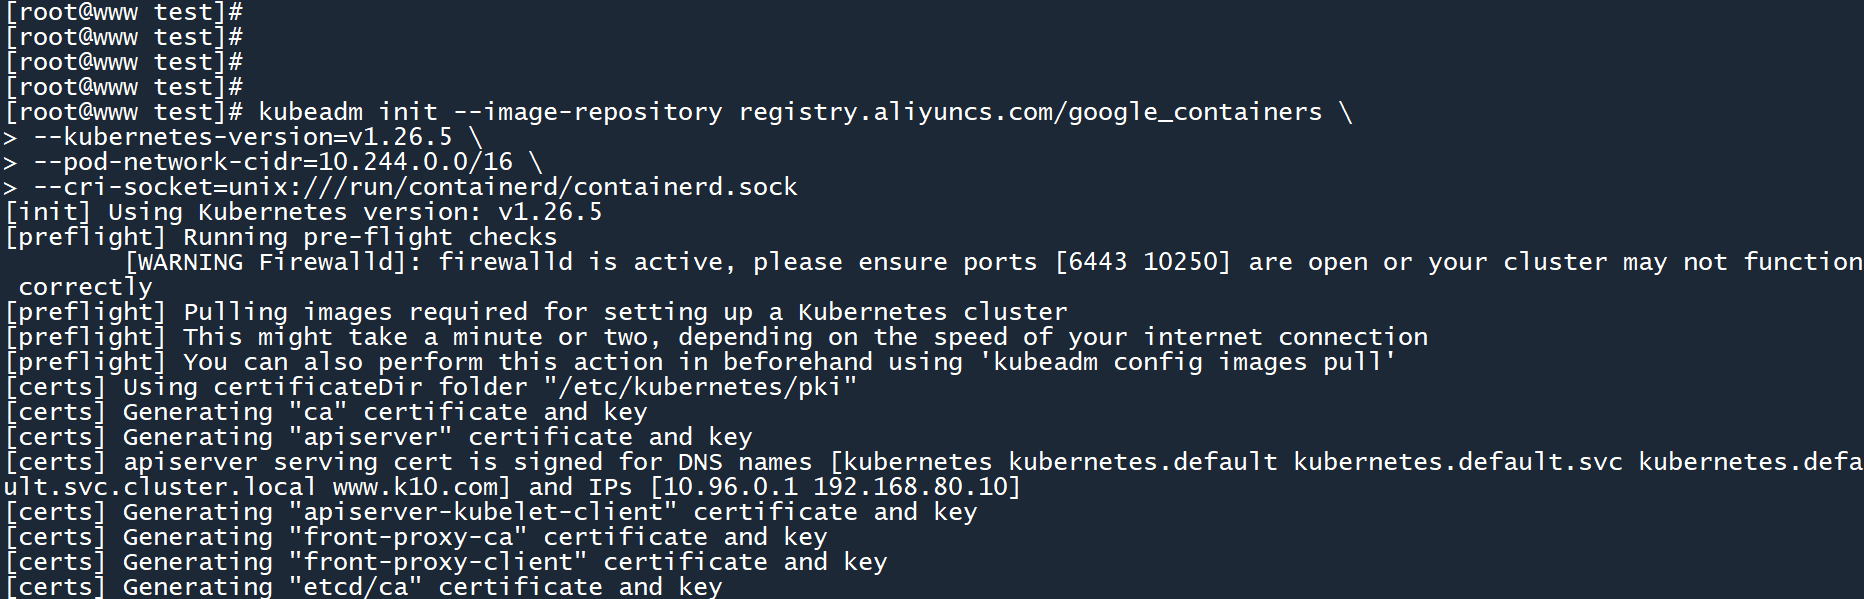 [root@www test]#
[root@www test]#
[root@www test]#
[root@www test]#
[root@www test]# kubeadm init --image-repository registry.aliyuncs.com/google_containers \
> --kubernetes-version=v1.26.5 \
> --pod-network-cidr=10.244.0.0/16 \
> --cri-socket=unix:///run/containerd/containerd.sock
[init] Using Kubernetes version: v1.26.5
[preflight] Running pre-flight checks
        [WARNING Firewalld]: firewalld is active, please ensure ports [6443 10250] are open or your cluster may not function
 correctly
[preflight] Pulling images required for setting up a Kubernetes cluster
[preflight] This might take a minute or two, depending on the speed of your internet connection
[preflight] You can also perform this action in beforehand using 'kubeadm config images pull'
[certs] Using certificateDir folder "/etc/kubernetes/pki"
[certs] Generating "ca" certificate and key
[certs] Generating "apiserver" certificate and key
[certs] apiserver serving cert is signed for DNS names [kubernetes kubernetes.default kubernetes.default.svc kubernetes.defa
ult.svc.cluster.local www.k10.com] and IPs [10.96.0.1 192.168.80.10]
[certs] Generating "apiserver-kubelet-client" certificate and key
[certs] Generating "front-proxy-ca" certificate and key
[certs] Generating "front-proxy-client" certificate and key
[certs] Generating "etcd/ca" certificate and key